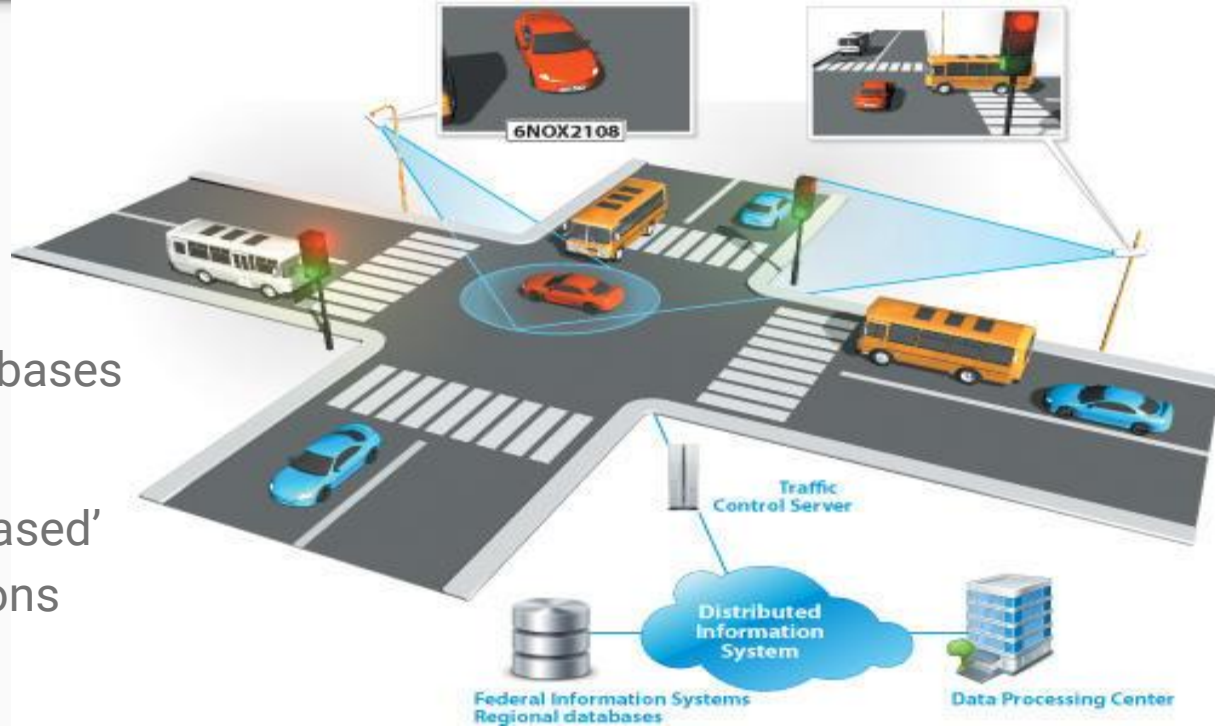 6NOX2108
bases
ased’
ons
Traffic
Control Server
Distributed
Information
System
Federal Information Systems
Regional databases
Data Processing Center